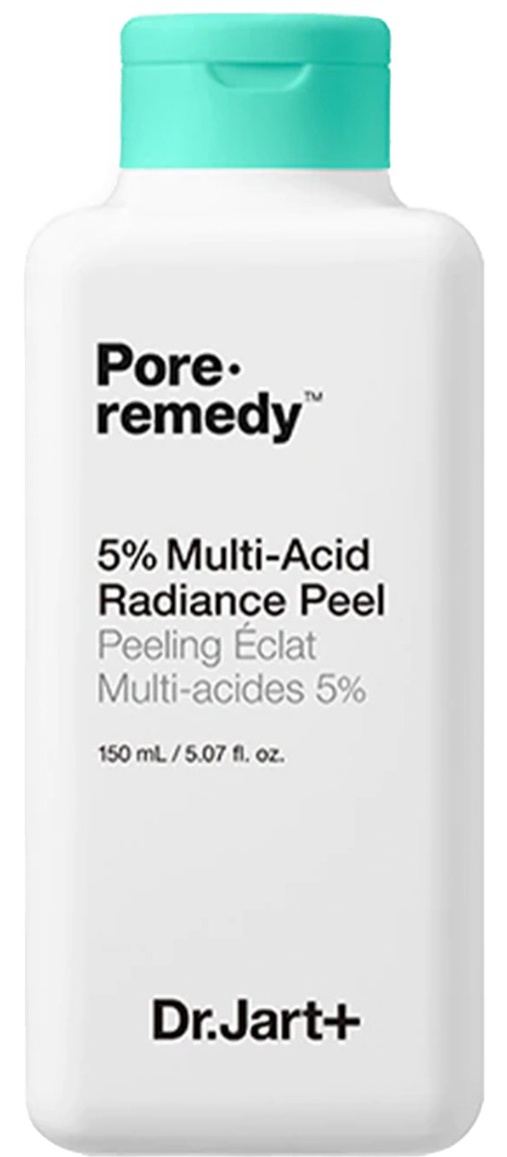 Pore·
remedy™
5% Multi-Acid
Radiance Peel
Peeling Éclat
Multi-acides 5%
150 mL / 5.07 fl. oz.
Dr.Jart+